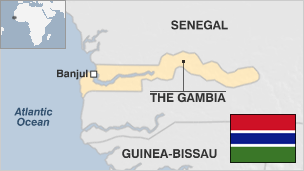 SENEGAL
Banjul
THE GAMBIA
Atlantic
Ocean
GUINEA-BISSAU